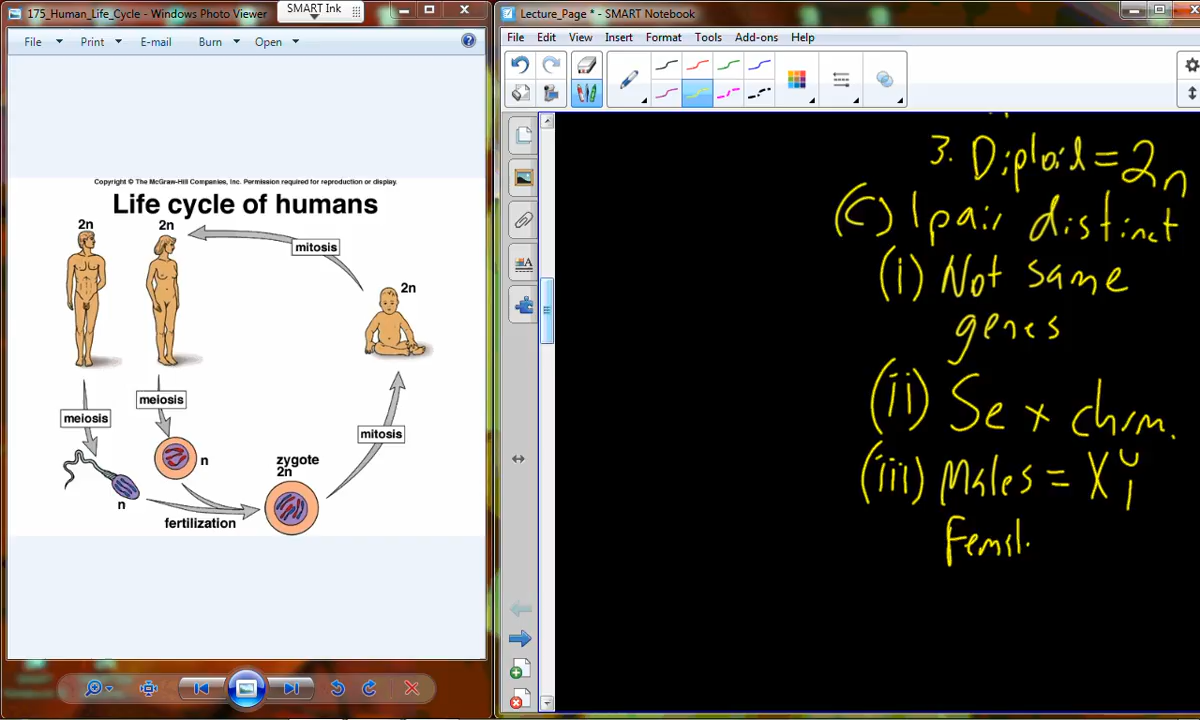 175_Human_Life_Cycle - Windows Photo Viewer
SMART Ink
File Print E-mail Burn Open
Copyright © The McGraw-Hill Companies, Inc. Permission required for reproduction or display.
Life cycle of humans
2n 2n
mitosis
2n
meiosis
meiosis
mitosis
n
zygote
2n
n
fertilization
Lecture_Page * - SMART Notebook
File Edit View Insert Format Tools Add-ons Help
3. Diploid = 2n
(C) 1 pair distinct
(i) Not same
genes
(ii) Sex chrm.
(iii) Males = XY
Femal